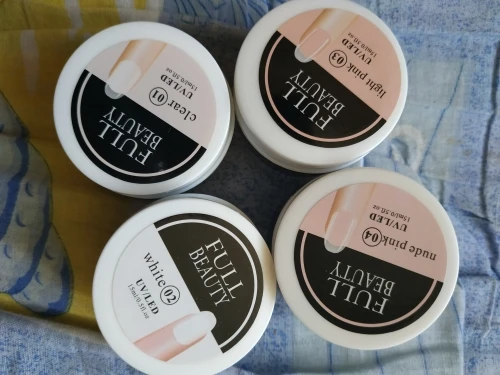 clear 01
UV/LED
15ml/0.5fl.oz
FULL
BEAUTY
light pink 03
UV/LED
15ml/0.5fl.oz
FULL
BEAUTY
white 02
UV/LED
15ml/0.5fl.oz
FULL
BEAUTY
nude pink 04
UV/LED
15ml/0.5fl.oz
FULL
BEAUTY